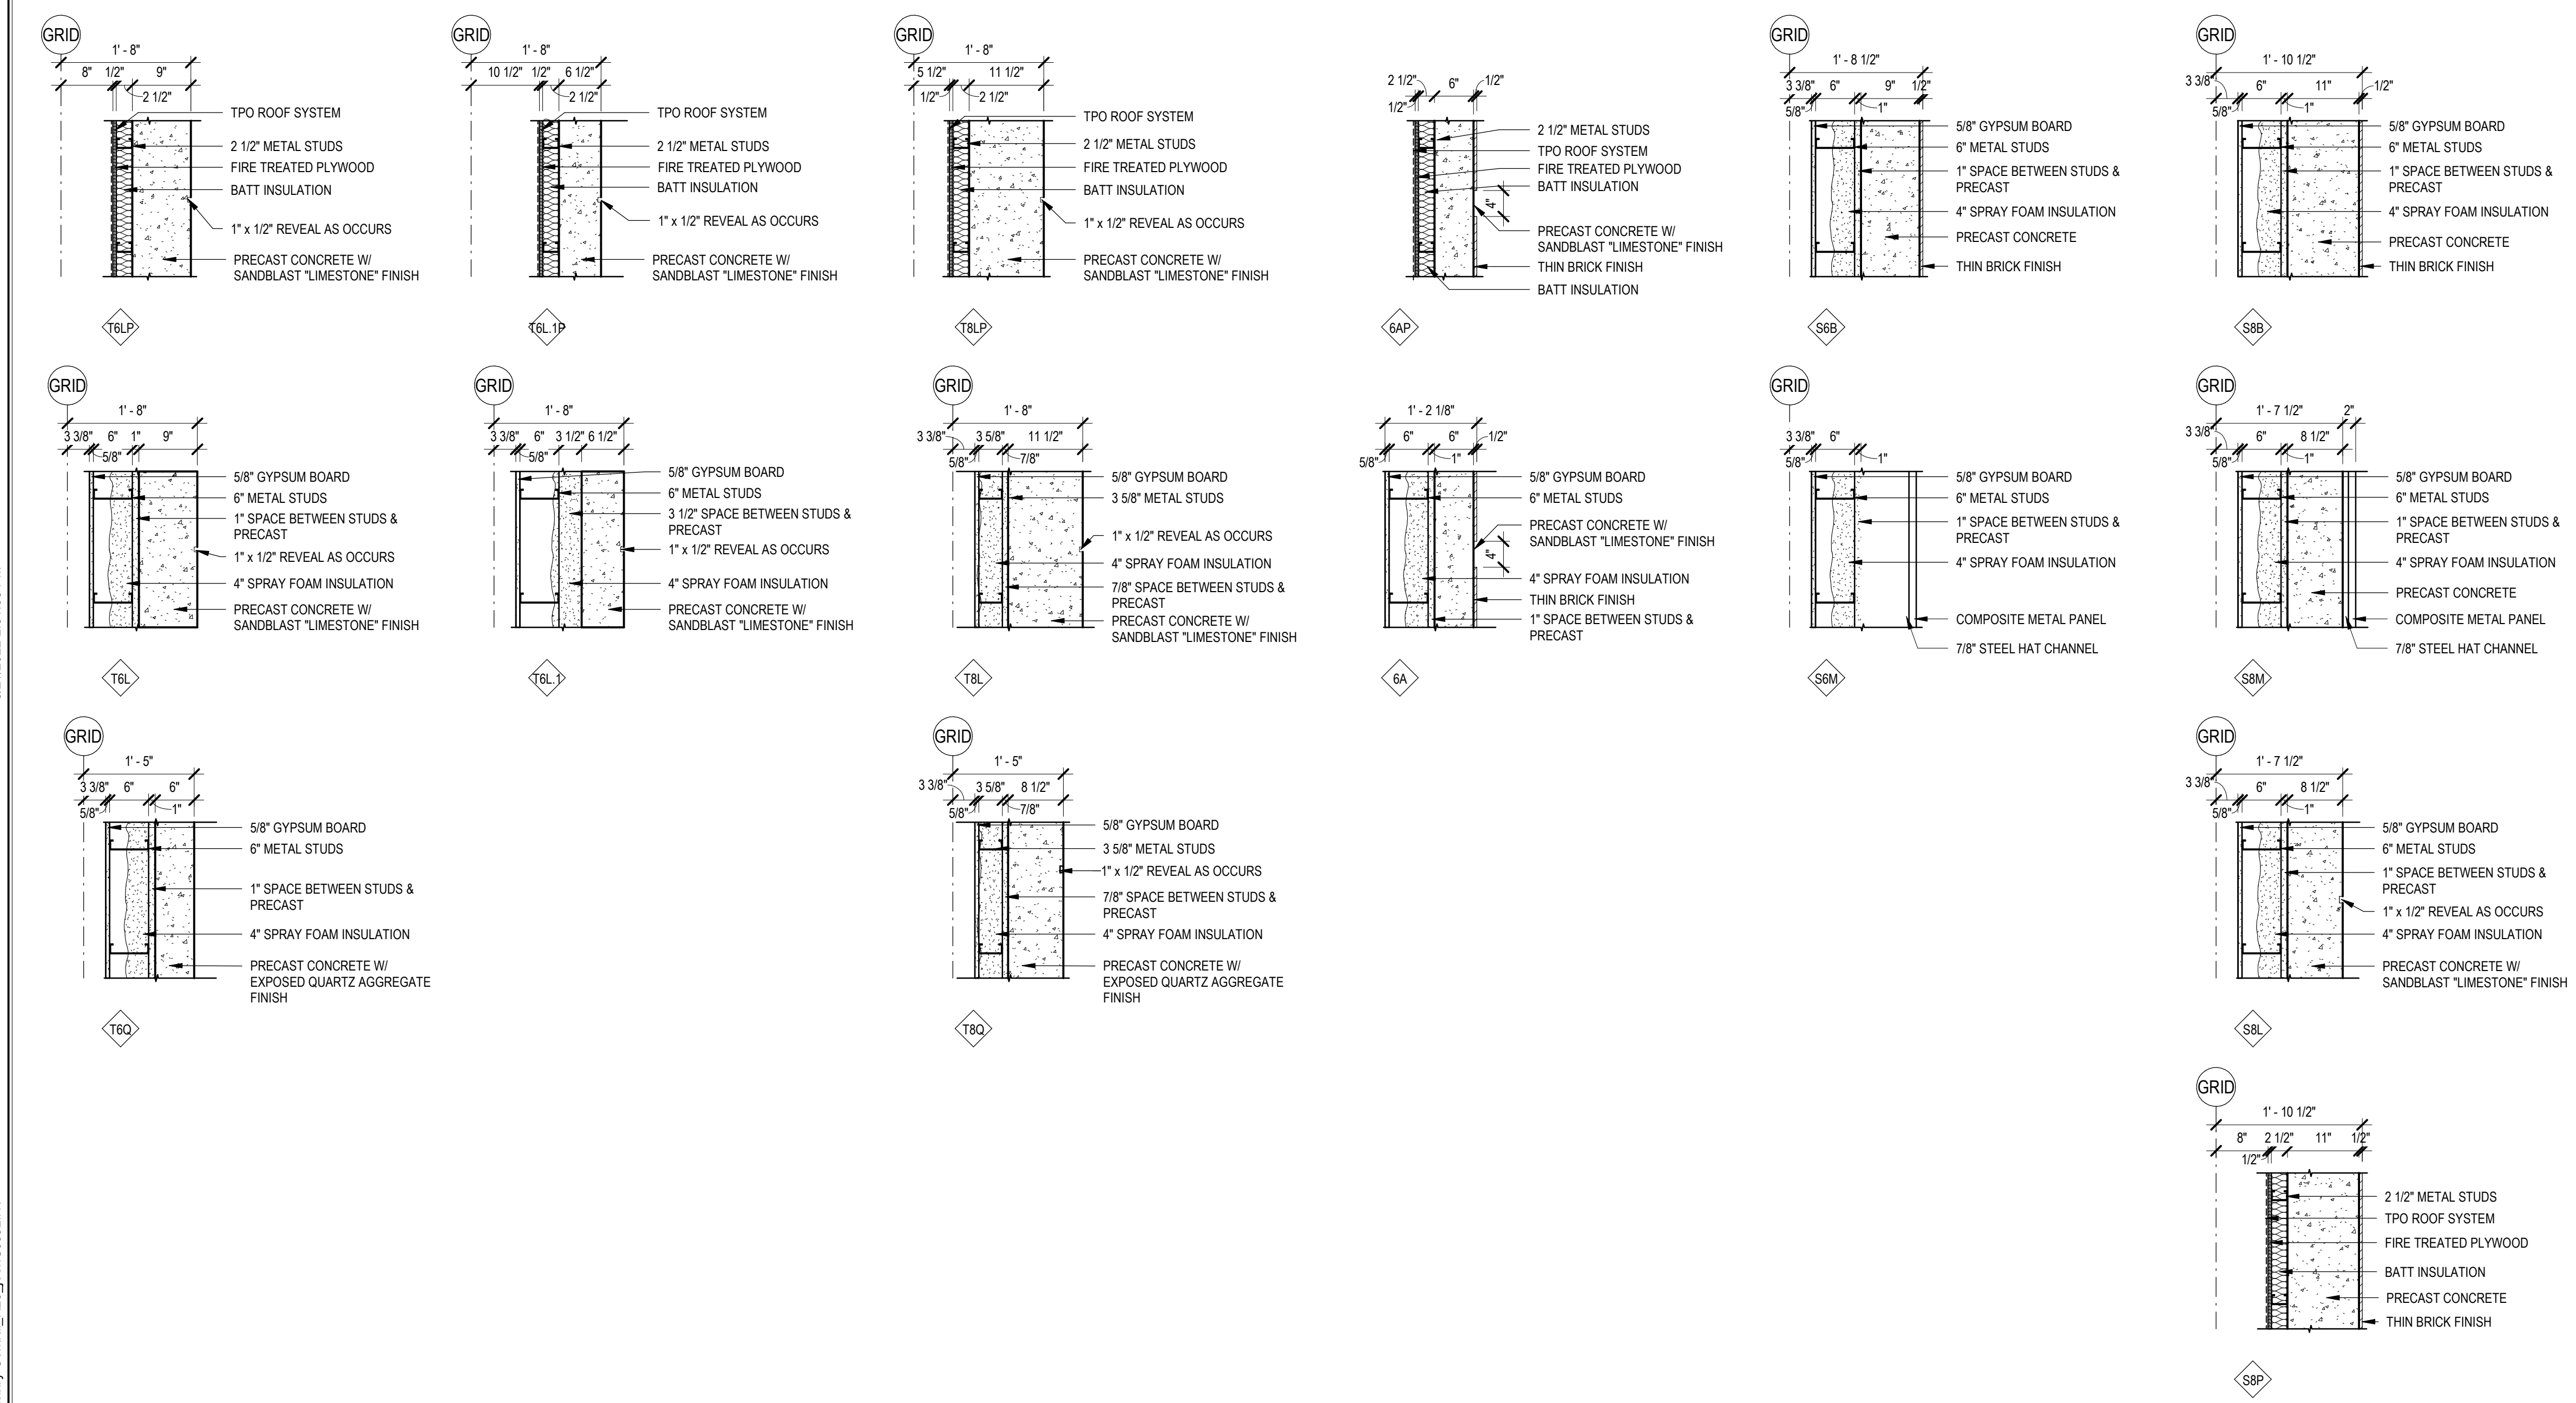 GRID
1' - 8"
8" 1/2" 9"
2 1/2"
TPO ROOF SYSTEM
2 1/2" METAL STUDS
FIRE TREATED PLYWOOD
BATT INSULATION
1" x 1/2" REVEAL AS OCCURS
PRECAST CONCRETE W/
SANDBLAST "LIMESTONE" FINISH
T6LP
GRID
1' - 8"
10 1/2" 1/2" 6 1/2"
2 1/2"
TPO ROOF SYSTEM
2 1/2" METAL STUDS
FIRE TREATED PLYWOOD
BATT INSULATION
1" x 1/2" REVEAL AS OCCURS
PRECAST CONCRETE W/
SANDBLAST "LIMESTONE" FINISH
T6L.1P
GRID
1' - 8"
5 1/2" 11 1/2"
1/2" 2 1/2"
TPO ROOF SYSTEM
2 1/2" METAL STUDS
FIRE TREATED PLYWOOD
BATT INSULATION
1" x 1/2" REVEAL AS OCCURS
PRECAST CONCRETE W/
SANDBLAST "LIMESTONE" FINISH
T8LP
2 1/2" 6" 1/2"
1/2"
2 1/2" METAL STUDS
TPO ROOF SYSTEM
FIRE TREATED PLYWOOD
BATT INSULATION
4"
PRECAST CONCRETE W/
SANDBLAST "LIMESTONE" FINISH
THIN BRICK FINISH
BATT INSULATION
6AP
GRID
1' - 8 1/2"
3 3/8" 6" 9" 1/2"
5/8" 1"
5/8" GYPSUM BOARD
6" METAL STUDS
1" SPACE BETWEEN STUDS &
PRECAST
4" SPRAY FOAM INSULATION
PRECAST CONCRETE
THIN BRICK FINISH
S6B
GRID
1' - 10 1/2"
3 3/8" 6" 11" 1/2"
5/8" 1"
5/8" GYPSUM BOARD
6" METAL STUDS
1" SPACE BETWEEN STUDS &
PRECAST
4" SPRAY FOAM INSULATION
PRECAST CONCRETE
THIN BRICK FINISH
S8B
GRID
1' - 8"
3 3/8" 6" 1" 9"
5/8"
5/8" GYPSUM BOARD
6" METAL STUDS
1" SPACE BETWEEN STUDS &
PRECAST
1" x 1/2" REVEAL AS OCCURS
4" SPRAY FOAM INSULATION
PRECAST CONCRETE W/
SANDBLAST "LIMESTONE" FINISH
T6L
GRID
1' - 8"
3 3/8" 6" 3 1/2" 6 1/2"
5/8"
5/8" GYPSUM BOARD
6" METAL STUDS
3 1/2" SPACE BETWEEN STUDS &
PRECAST
1" x 1/2" REVEAL AS OCCURS
4" SPRAY FOAM INSULATION
PRECAST CONCRETE W/
SANDBLAST "LIMESTONE" FINISH
T6L.1
GRID
1' - 8"
3 3/8" 3 5/8" 11 1/2"
5/8" 7/8"
5/8" GYPSUM BOARD
3 5/8" METAL STUDS
1" x 1/2" REVEAL AS OCCURS
4" SPRAY FOAM INSULATION
7/8" SPACE BETWEEN STUDS &
PRECAST
PRECAST CONCRETE W/
SANDBLAST "LIMESTONE" FINISH
T8L
1' - 2 1/8"
6" 6" 1/2"
5/8" 1"
5/8" GYPSUM BOARD
6" METAL STUDS
PRECAST CONCRETE W/
SANDBLAST "LIMESTONE" FINISH
4"
4" SPRAY FOAM INSULATION
THIN BRICK FINISH
1" SPACE BETWEEN STUDS &
PRECAST
6A
GRID
3 3/8" 6"
5/8" 1"
5/8" GYPSUM BOARD
6" METAL STUDS
1" SPACE BETWEEN STUDS &
PRECAST
4" SPRAY FOAM INSULATION
COMPOSITE METAL PANEL
7/8" STEEL HAT CHANNEL
S6M
GRID
1' - 7 1/2" 2"
3 3/8" 6" 8 1/2"
5/8" 1"
5/8" GYPSUM BOARD
6" METAL STUDS
1" SPACE BETWEEN STUDS &
PRECAST
4" SPRAY FOAM INSULATION
PRECAST CONCRETE
COMPOSITE METAL PANEL
7/8" STEEL HAT CHANNEL
S8M
GRID
1' - 5"
3 3/8" 6" 6"
5/8" 1"
5/8" GYPSUM BOARD
6" METAL STUDS
1" SPACE BETWEEN STUDS &
PRECAST
4" SPRAY FOAM INSULATION
PRECAST CONCRETE W/
EXPOSED QUARTZ AGGREGATE
FINISH
T6Q
GRID
1' - 5"
3 3/8" 3 5/8" 8 1/2"
5/8" 7/8"
5/8" GYPSUM BOARD
3 5/8" METAL STUDS
1" x 1/2" REVEAL AS OCCURS
7/8" SPACE BETWEEN STUDS &
PRECAST
4" SPRAY FOAM INSULATION
PRECAST CONCRETE W/
EXPOSED QUARTZ AGGREGATE
FINISH
T8Q
GRID
1' - 7 1/2"
3 3/8" 6" 8 1/2"
5/8" 1"
5/8" GYPSUM BOARD
6" METAL STUDS
1" SPACE BETWEEN STUDS &
PRECAST
1" x 1/2" REVEAL AS OCCURS
4" SPRAY FOAM INSULATION
PRECAST CONCRETE W/
SANDBLAST "LIMESTONE" FINISH
S8L
GRID
1' - 10 1/2"
8" 2 1/2" 11" 1/2"
1/2"
2 1/2" METAL STUDS
TPO ROOF SYSTEM
FIRE TREATED PLYWOOD
BATT INSULATION
PRECAST CONCRETE
THIN BRICK FINISH
S8P